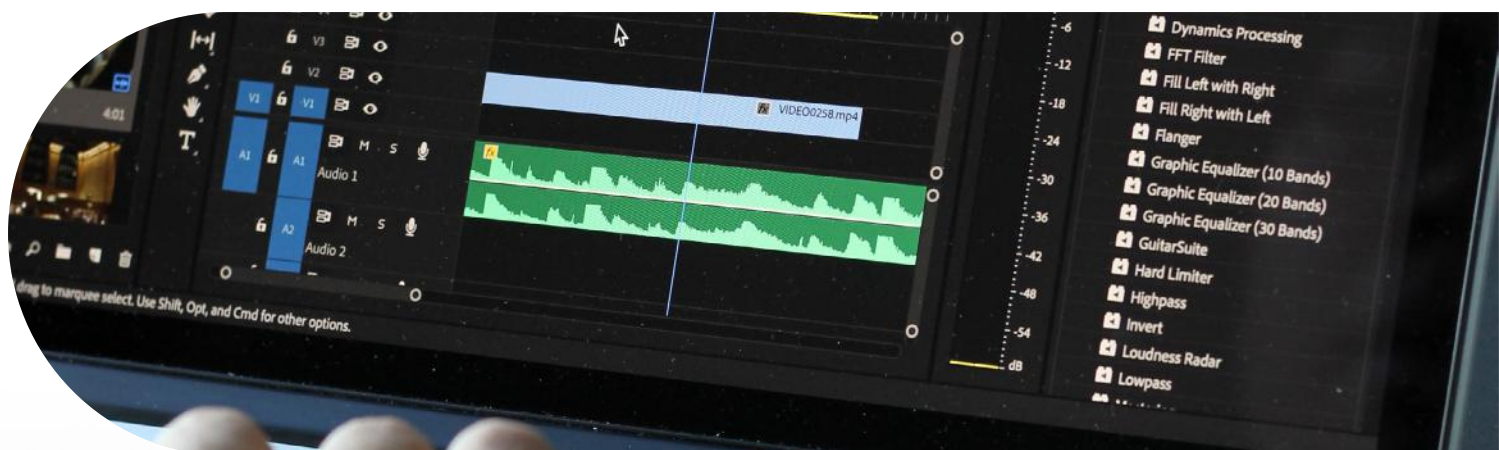 4:01
V3
V2
V1
V1
VIDEO0258.mp4
fx
A1
A1
M S
Audio 1
A2
M S
Audio 2
T
drag to marquee select. Use Shift, Opt, and Cmd for other options.
-6
-12
-18
-24
-30
-36
-42
-48
-54
dB
Dynamics Processing
FFT Filter
Fill Left with Right
Fill Right with Left
Flanger
Graphic Equalizer (10 Bands)
Graphic Equalizer (20 Bands)
Graphic Equalizer (30 Bands)
GuitarSuite
Hard Limiter
Highpass
Invert
Loudness Radar
Lowpass